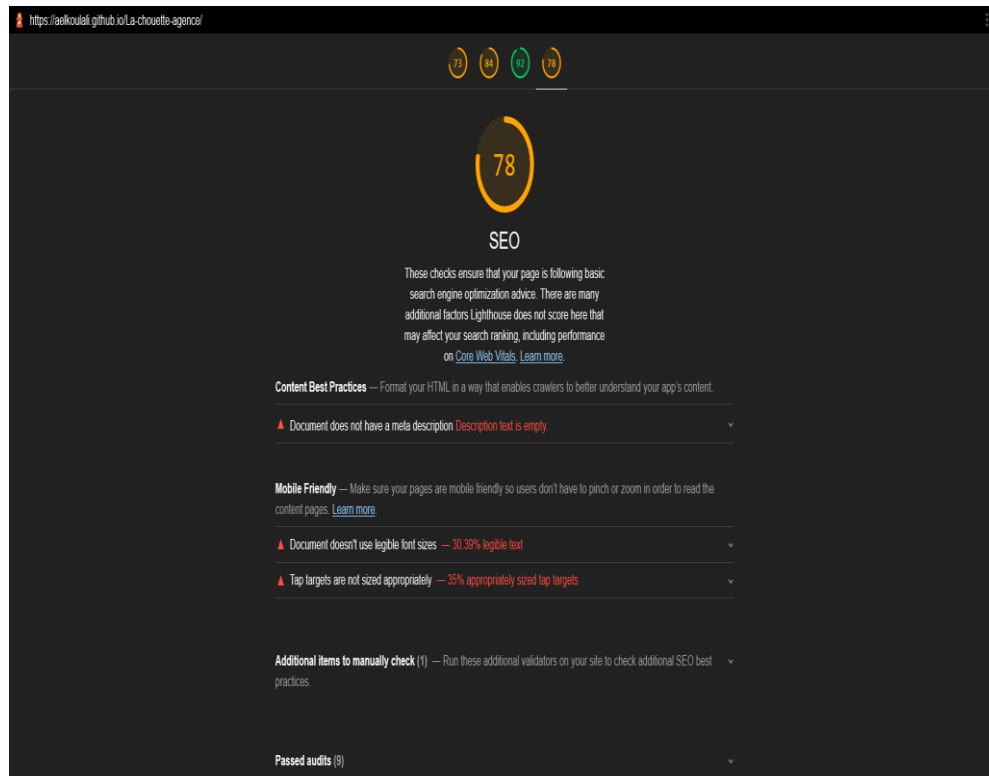 https://aelkoulali.github.io/La-chouette-agence/
73 84 92 78
78
SEO
These checks ensure that your page is following basic
search engine optimization advice. There are many
additional factors Lighthouse does not score here that
may affect your search ranking, including performance
on Core Web Vitals. Learn more.
Content Best Practices — Format your HTML in a way that enables crawlers to better understand your app's content.
Document does not have a meta description Description text is empty.
Mobile Friendly — Make sure your pages are mobile friendly so users don't have to pinch or zoom in order to read the
content pages. Learn more.
Document doesn't use legible font sizes — 30.39% legible text
Tap targets are not sized appropriately — 35% appropriately sized tap targets
Additional items to manually check (1) — Run these additional validators on your site to check additional SEO best
practices.
Passed audits (9)